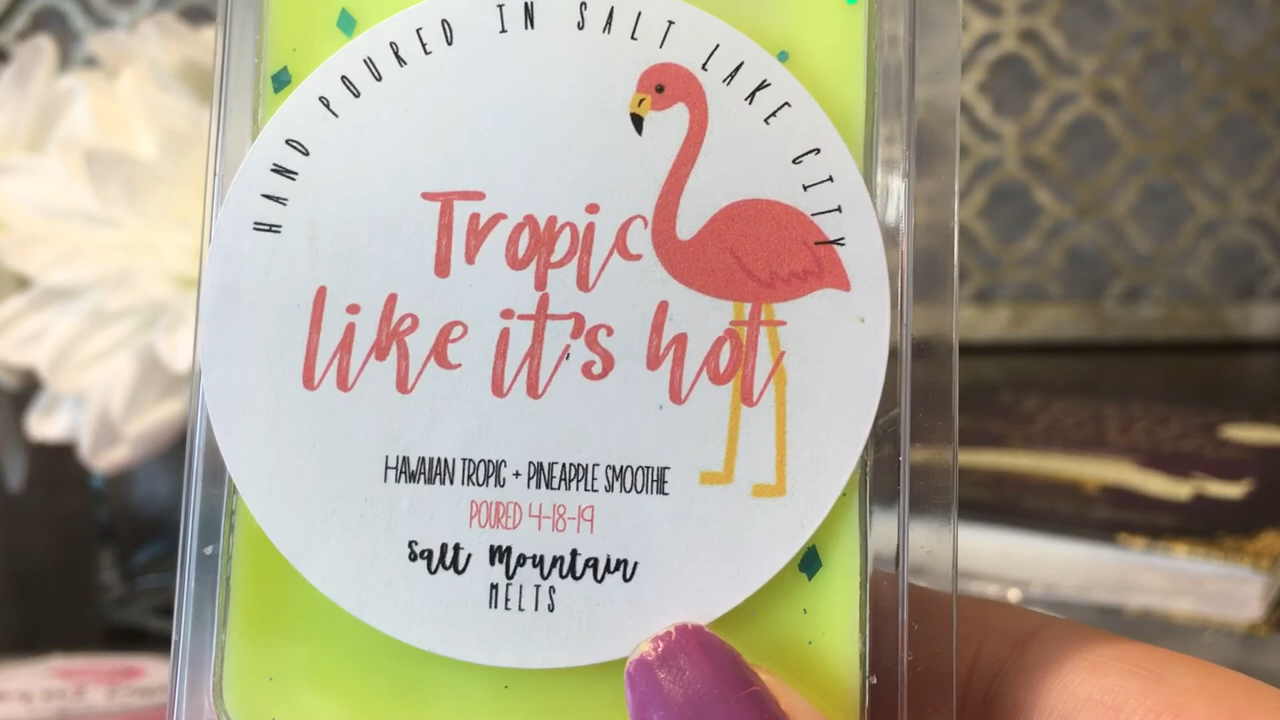 HAND POURED IN SALT LAKE CITY
Tropic
like it's hot
HAWAIIAN TROPIC + PINEAPPLE SMOOTHIE
POURED 4-18-19
Salt Mountain
MELTS